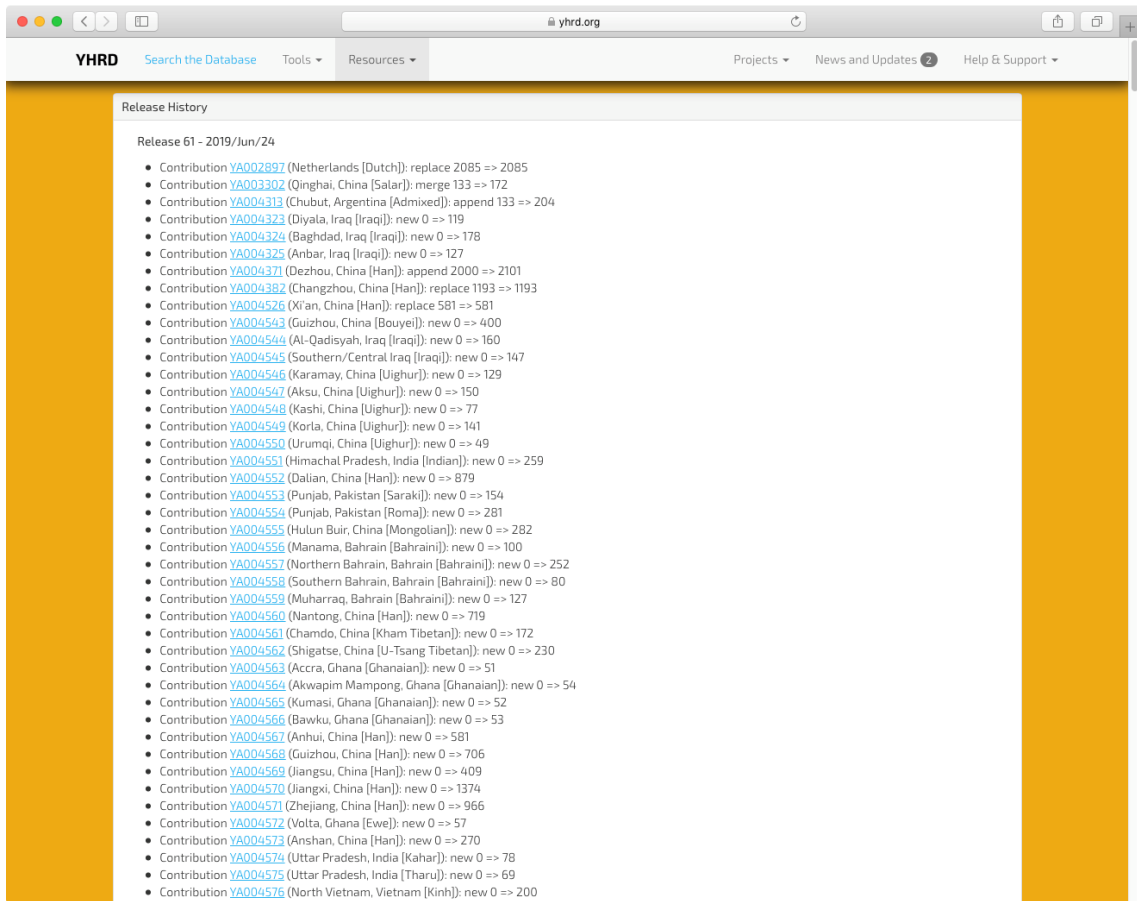 yhrd.org
YHRD Search the Database Tools Resources Projects News and Updates 2 Help & Support
Release History
Release 61 - 2019/Jun/24
Contribution YA002897 (Netherlands [Dutch]): replace 2085 => 2085
Contribution YA003302 (Qinghai, China [Salar]): merge 133 => 172
Contribution YA004313 (Chubut, Argentina [Admixed]): append 133 => 204
Contribution YA004323 (Diyala, Iraq [Iraqi]): new 0 => 119
Contribution YA004324 (Baghdad, Iraq [Iraqi]): new 0 => 178
Contribution YA004325 (Anbar, Iraq [Iraqi]): new 0 => 127
Contribution YA004371 (Dezhou, China [Han]): append 2000 => 2101
Contribution YA004382 (Changzhou, China [Han]): replace 1193 => 1193
Contribution YA004526 (Xi'an, China [Han]): replace 581 => 581
Contribution YA004543 (Guizhou, China [Bouyei]): new 0 => 400
Contribution YA004544 (Al-Qadisyah, Iraq [Iraqi]): new 0 => 160
Contribution YA004545 (Southern/Central Iraq [Iraqi]): new 0 => 147
Contribution YA004546 (Karamay, China [Uighur]): new 0 => 129
Contribution YA004547 (Aksu, China [Uighur]): new 0 => 150
Contribution YA004548 (Kashi, China [Uighur]): new 0 => 77
Contribution YA004549 (Korla, China [Uighur]): new 0 => 141
Contribution YA004550 (Urumqi, China [Uighur]): new 0 => 49
Contribution YA004551 (Himachal Pradesh, India [Indian]): new 0 => 259
Contribution YA004552 (Dalian, China [Han]): new 0 => 879
Contribution YA004553 (Punjab, Pakistan [Saraki]): new 0 => 154
Contribution YA004554 (Punjab, Pakistan [Roma]): new 0 => 281
Contribution YA004555 (Hulun Buir, China [Mongolian]): new 0 => 282
Contribution YA004556 (Manama, Bahrain [Bahraini]): new 0 => 100
Contribution YA004557 (Northern Bahrain, Bahrain [Bahraini]): new 0 => 252
Contribution YA004558 (Southern Bahrain, Bahrain [Bahraini]): new 0 => 80
Contribution YA004559 (Muharraq, Bahrain [Bahraini]): new 0 => 127
Contribution YA004560 (Nantong, China [Han]): new 0 => 719
Contribution YA004561 (Chamdo, China [Kham Tibetan]): new 0 => 172
Contribution YA004562 (Shigatse, China [U-Tsang Tibetan]): new 0 => 230
Contribution YA004563 (Accra, Ghana [Ghanaian]): new 0 => 51
Contribution YA004564 (Akwapim Mampong, Ghana [Ghanaian]): new 0 => 54
Contribution YA004565 (Kumasi, Ghana [Ghanaian]): new 0 => 52
Contribution YA004566 (Bawku, Ghana [Ghanaian]): new 0 => 53
Contribution YA004567 (Anhui, China [Han]): new 0 => 581
Contribution YA004568 (Guizhou, China [Han]): new 0 => 706
Contribution YA004569 (Jiangsu, China [Han]): new 0 => 409
Contribution YA004570 (Jiangxi, China [Han]): new 0 => 1374
Contribution YA004571 (Zhejiang, China [Han]): new 0 => 966
Contribution YA004572 (Volta, Ghana [Ewe]): new 0 => 57
Contribution YA004573 (Anshan, China [Han]): new 0 => 270
Contribution YA004574 (Uttar Pradesh, India [Kahar]): new 0 => 78
Contribution YA004575 (Uttar Pradesh, India [Tharu]): new 0 => 69
Contribution YA004576 (North Vietnam, Vietnam [Kinh]): new 0 => 200